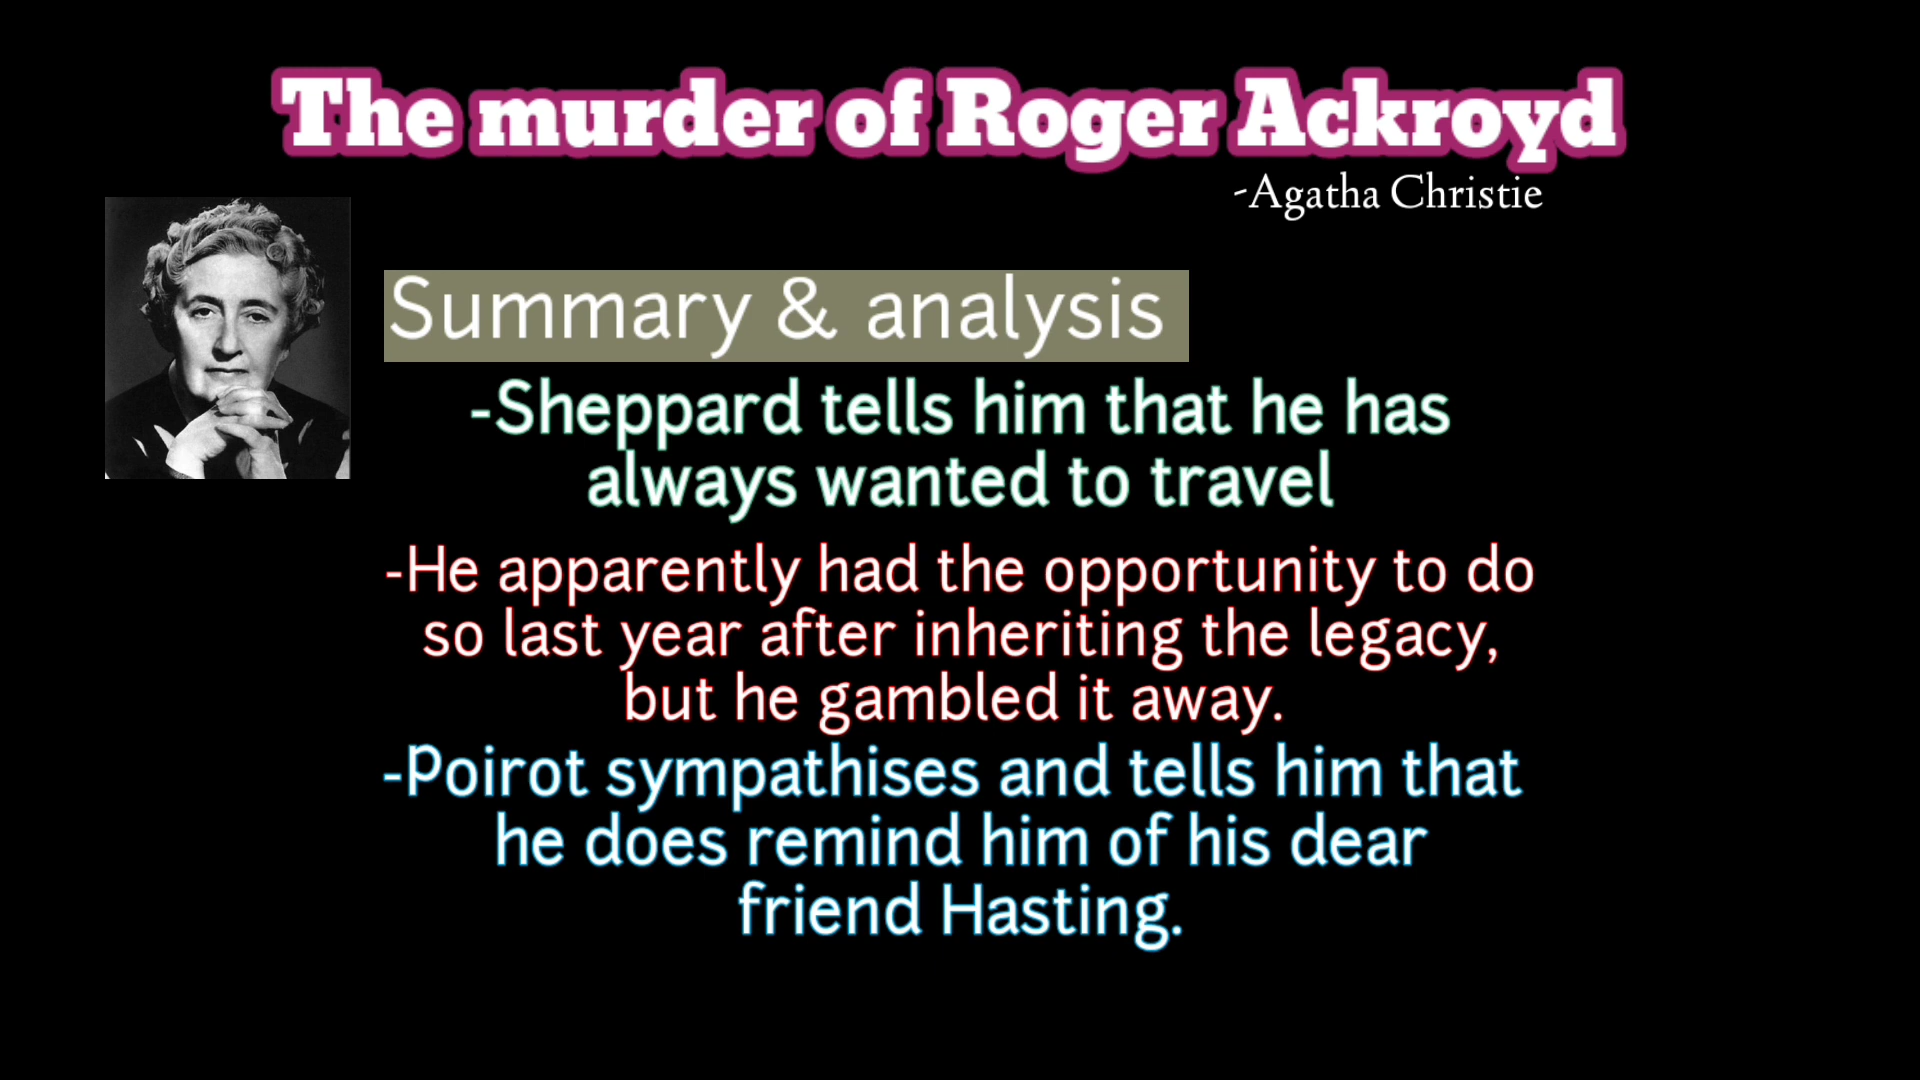 The murder of Roger Ackroyd
-Agatha Christie
Summary & analysis
-Sheppard tells him that he has
always wanted to travel
-He apparently had the opportunity to do
so last year after inheriting the legacy,
but he gambled it away.
-Poirot sympathises and tells him that
he does remind him of his dear
friend Hasting.